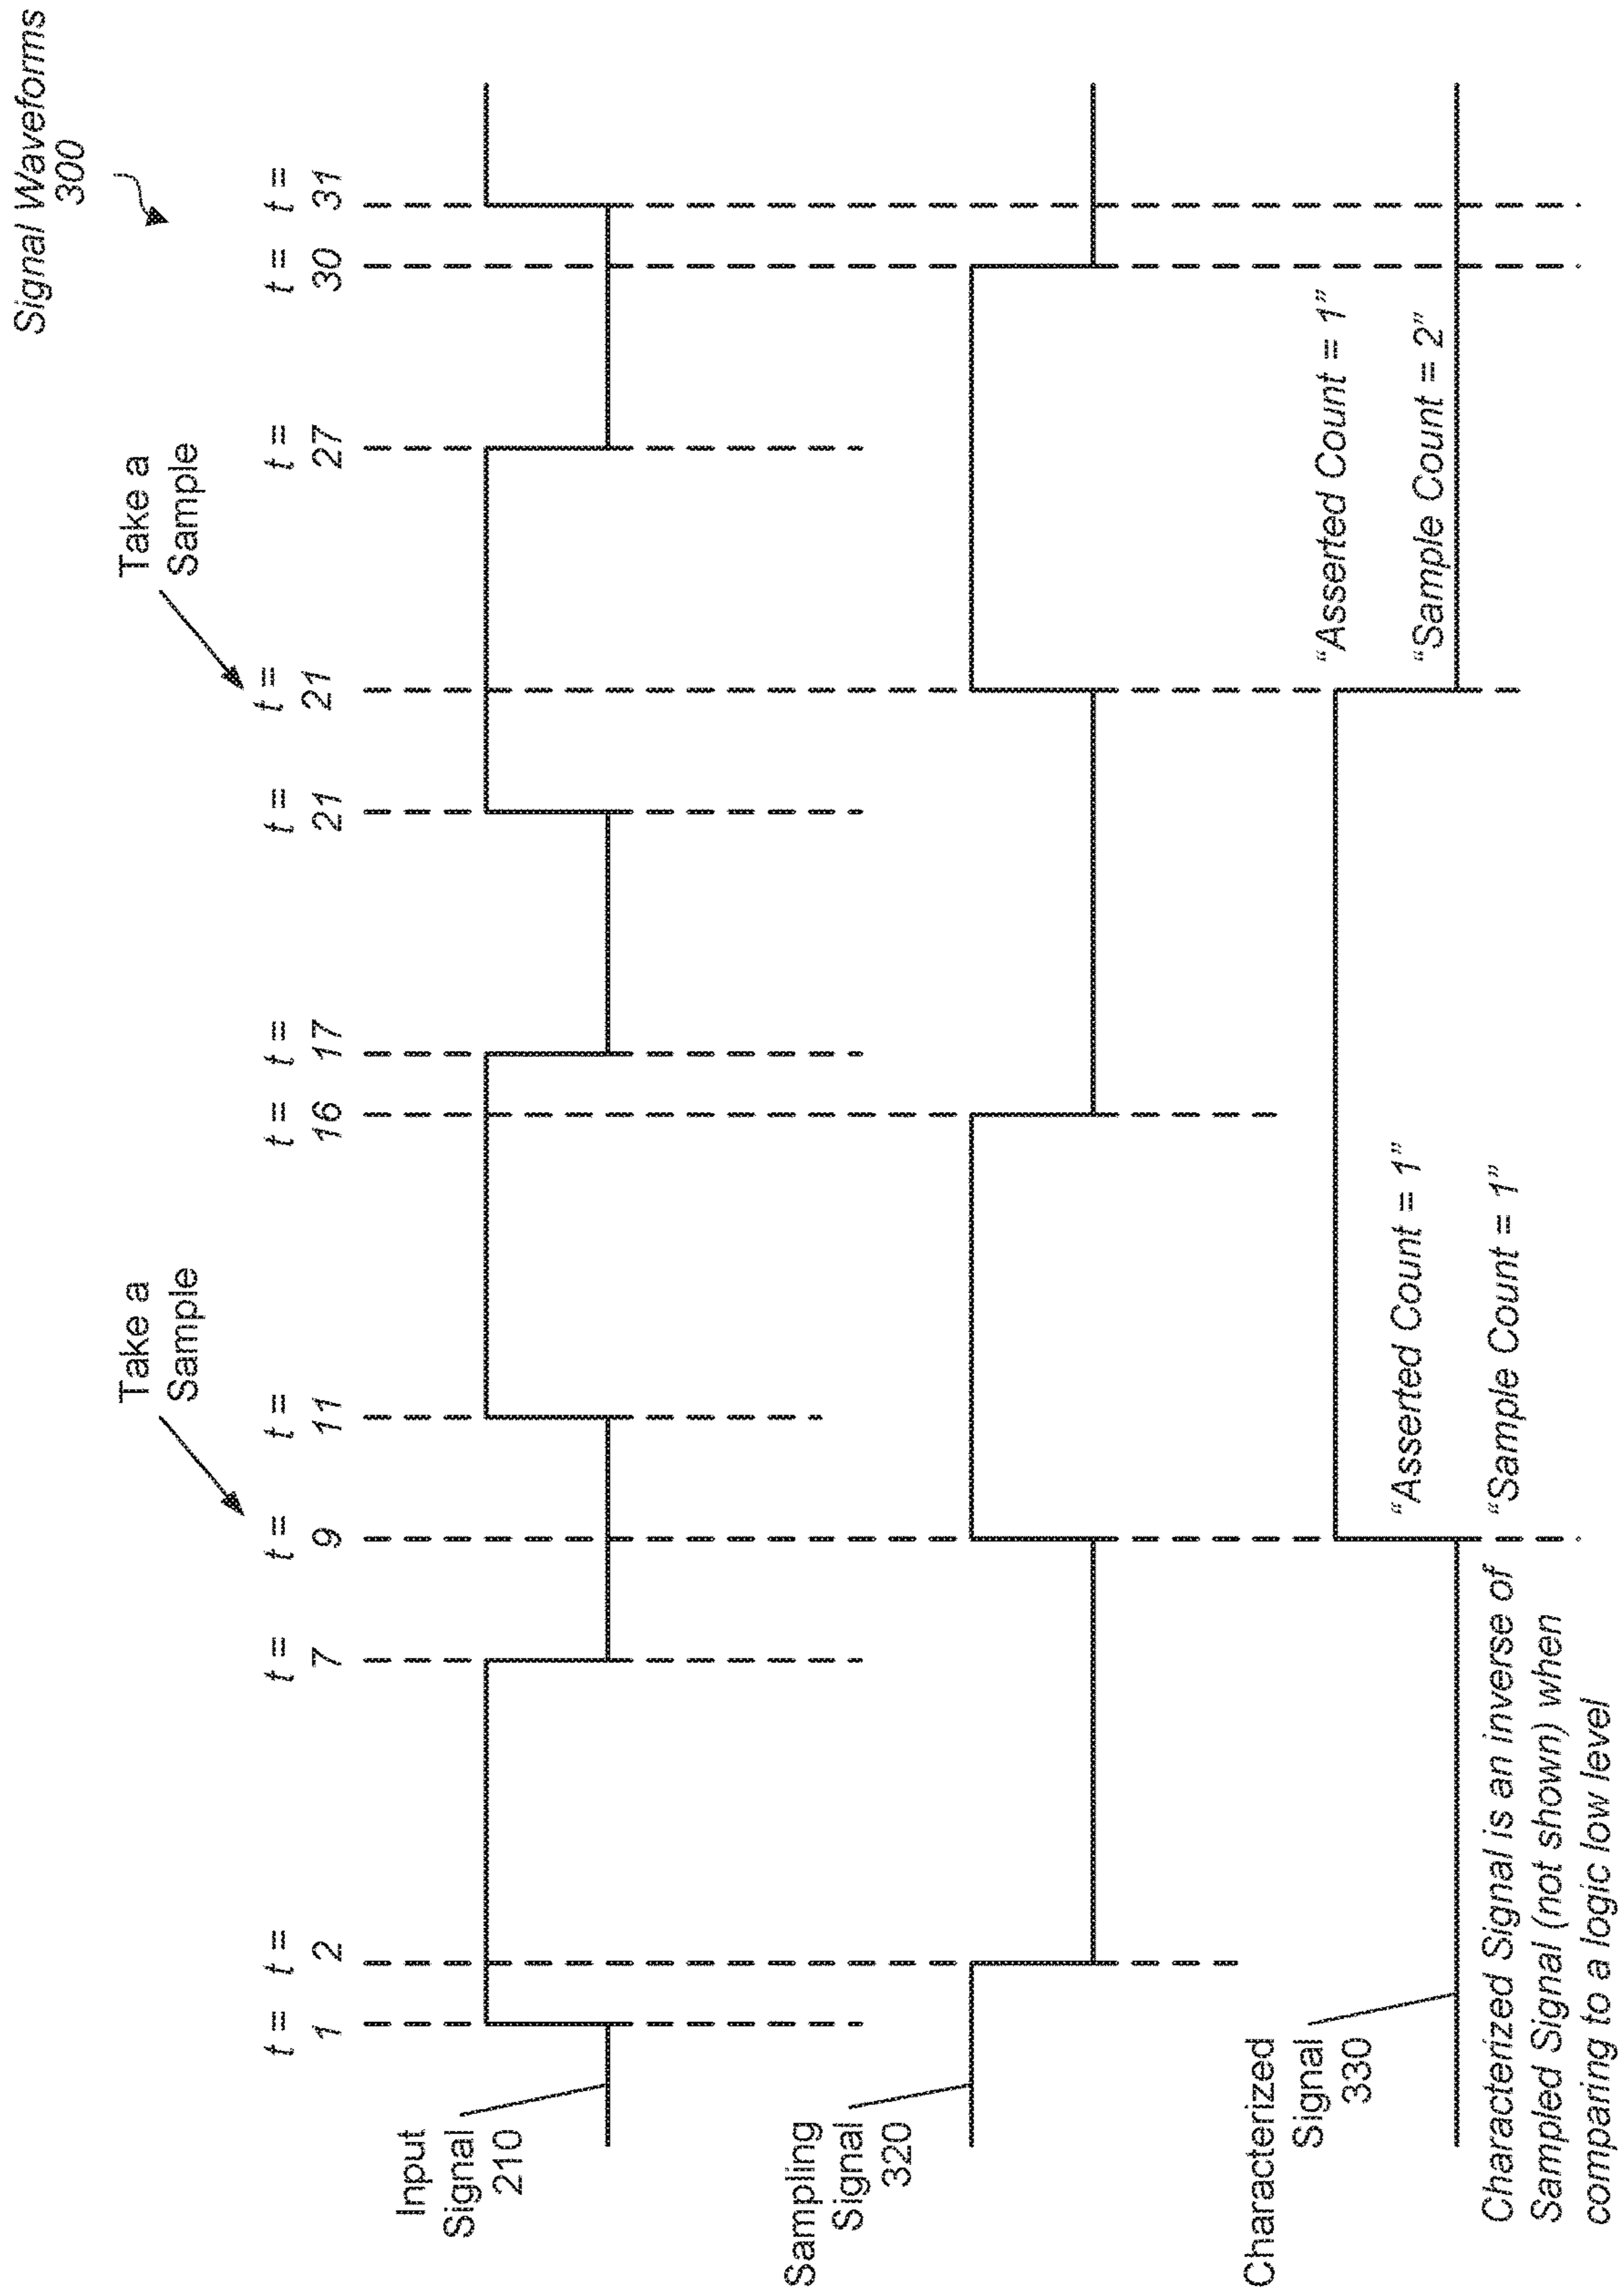 Signal Waveforms
300
Take a
Sample
Take a
Sample
t =
1
t =
2
t =
7
t =
9
t =
11
t =
16
t =
17
t =
21
t =
21
t =
27
t =
30
t =
31
Input
Signal
210
Sampling
Signal
320
Characterized
Signal
330
"Asserted Count = 1"
"Sample Count = 1"
"Asserted Count = 1"
"Sample Count = 2"
Characterized Signal is an inverse of
Sampled Signal (not shown) when
comparing to a logic low level